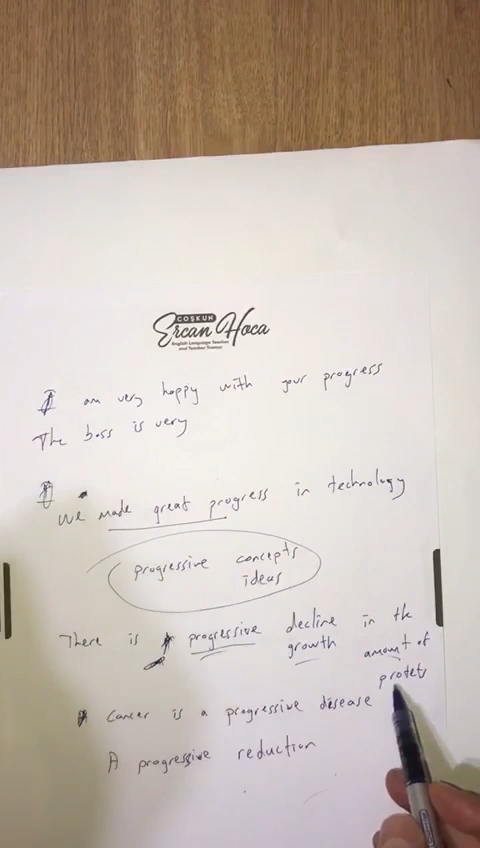 COŞKUN
Ercan Hoca
English Language Teacher
and Teacher Trainer
I am very happy with your progress
The boss is very
We made great progress in technology
progressive concepts
ideas
There is progressive decline in the
growth amount of
protets
Cancer is a progressive disease
A progressive reduction